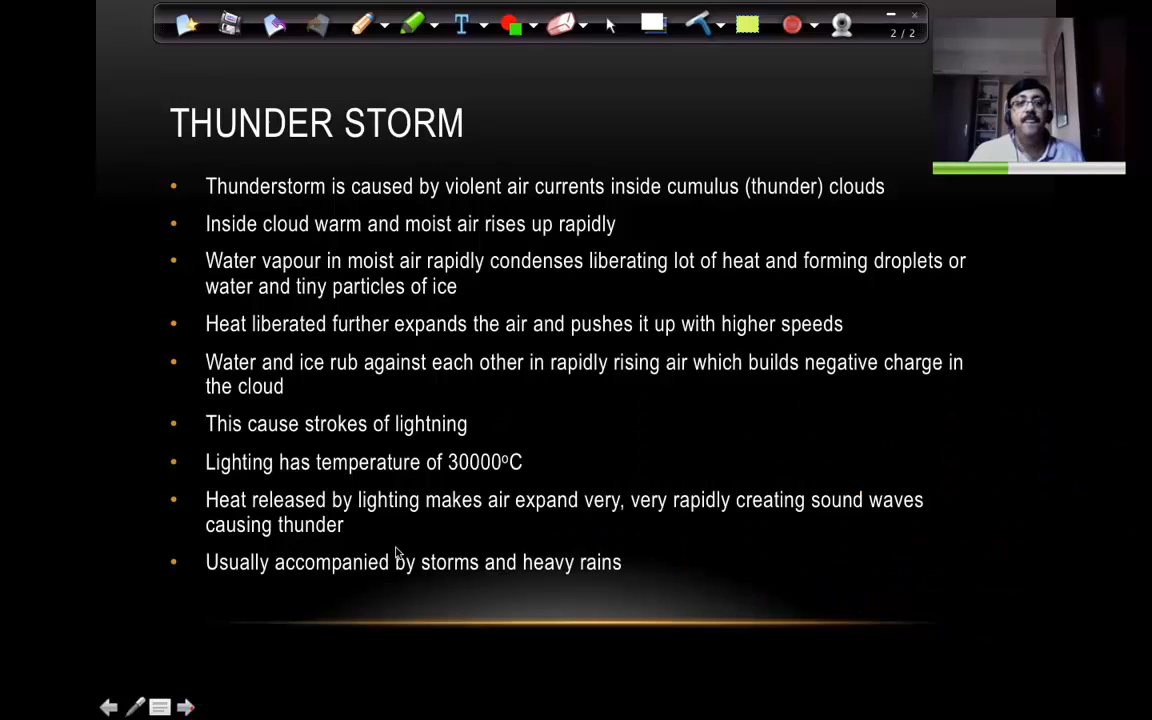 2 / 2
THUNDER STORM
• Thunderstorm is caused by violent air currents inside cumulus (thunder) clouds
• Inside cloud warm and moist air rises up rapidly
• Water vapour in moist air rapidly condenses liberating lot of heat and forming droplets or
water and tiny particles of ice
• Heat liberated further expands the air and pushes it up with higher speeds
• Water and ice rub against each other in rapidly rising air which builds negative charge in
the cloud
• This cause strokes of lightning
• Lighting has temperature of 30000°C
• Heat released by lighting makes air expand very, very rapidly creating sound waves
causing thunder
• Usually accompanied by storms and heavy rains